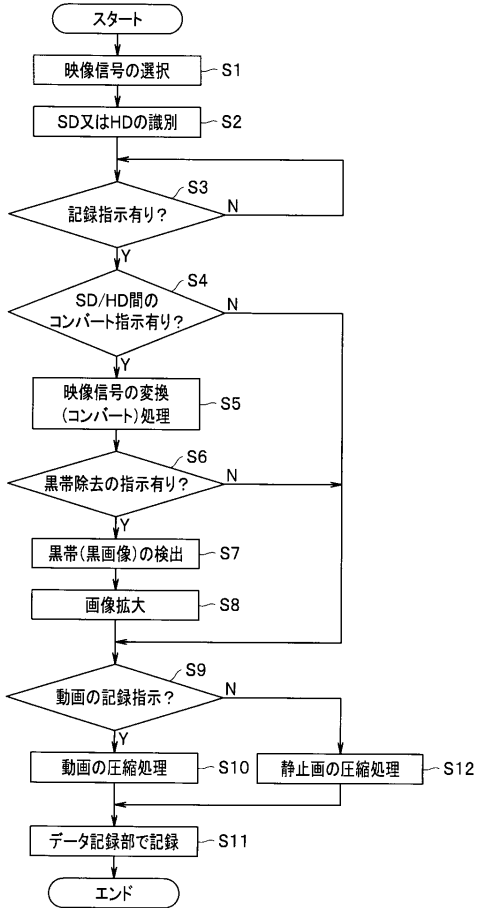 スタート
映像信号の選択
S1
SD又はHDの識別
S2
S3
記録指示有り?
N
Y
S4
SD/HD間の
コンバート指示有り?
N
Y
映像信号の変換
(コンバート)処理
S5
S6
黒帯除去の指示有り?
N
Y
黒帯(黒画像)の検出
S7
画像拡大
S8
S9
動画の記録指示?
N
Y
動画の圧縮処理
S10
静止画の圧縮処理
S12
データ記録部で記録
S11
エンド